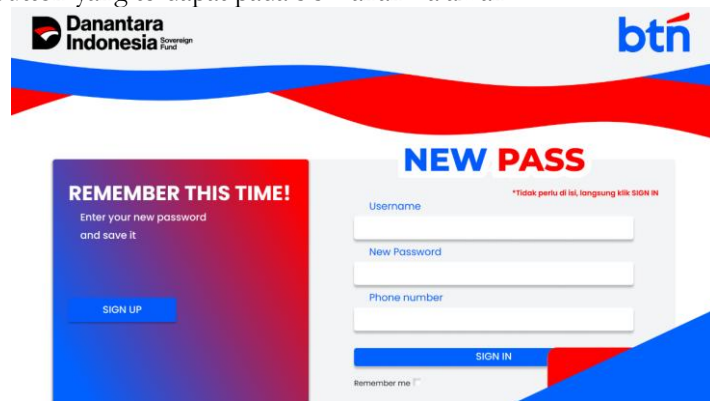 Danantara
Indonesia Sovereign Fund
btn
NEW PASS
REMEMBER THIS TIME!
Enter your new password
and save it
SIGN UP
*Tidak perlu di isi, langsung klik SIGN IN
Username
New Password
Phone number
SIGN IN
Remember me